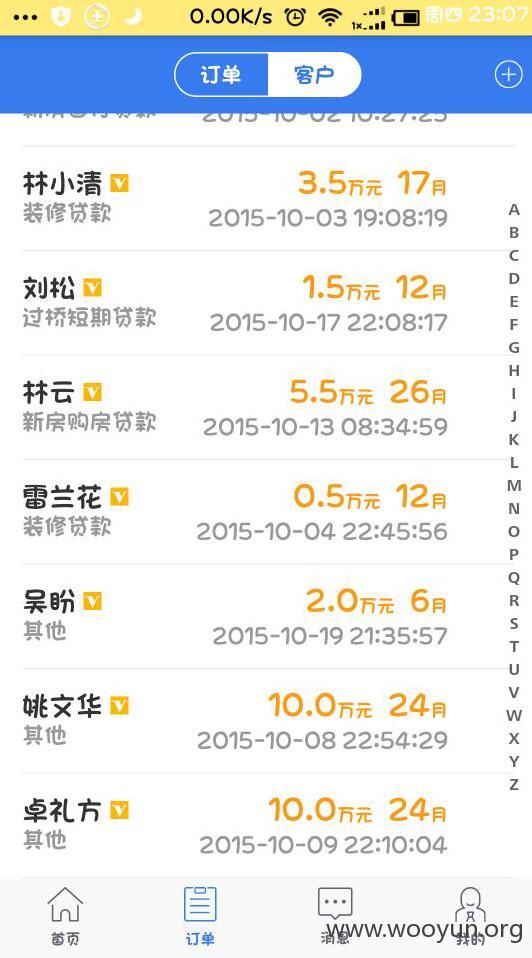 0.00K/s 1x 周四 23:07
订单 客户
2015-10-02 10:27:25
林小清 V 3.5万元 17月
装修贷款 2015-10-03 19:08:19
刘松 V 1.5万元 12月
过桥短期贷款 2015-10-17 22:08:17
林云 V 5.5万元 26月
新房购房贷款 2015-10-13 08:34:59
雷兰花 V 0.5万元 12月
装修贷款 2015-10-04 22:45:56
吴盼 V 2.0万元 6月
其他 2015-10-19 21:35:57
姚文华 V 10.0万元 24月
其他 2015-10-08 22:54:29
卓礼方 V 10.0万元 24月
其他 2015-10-09 22:10:04
A
B
C
D
E
F
G
H
I
J
K
L
M
N
O
P
Q
R
S
T
U
V
W
X
Y
Z
首页 订单 消息 我的
www.wooyun.org